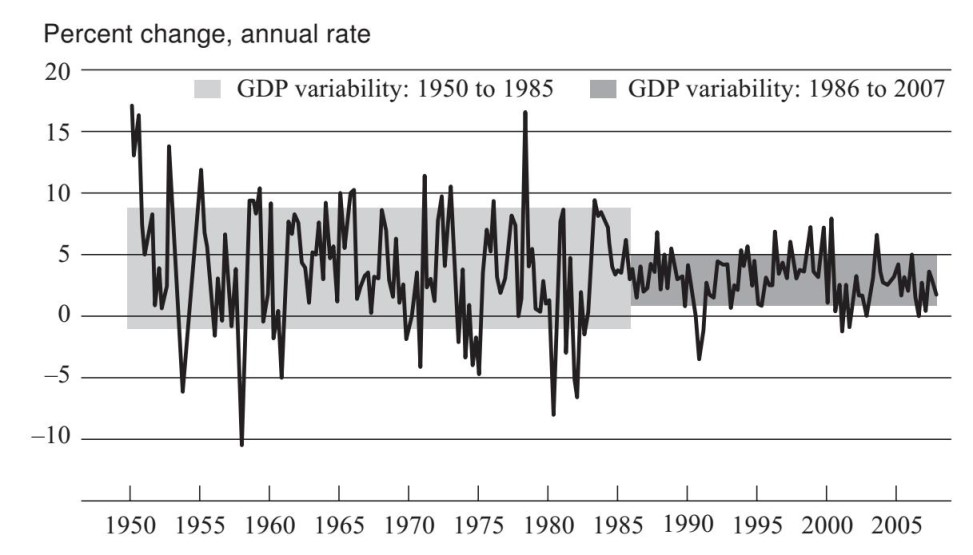 Percent change, annual rate
20
GDP variability: 1950 to 1985 GDP variability: 1986 to 2007
15
10
5
0
–5
–10
1950 1955 1960 1965 1970 1975 1980 1985 1990 1995 2000 2005